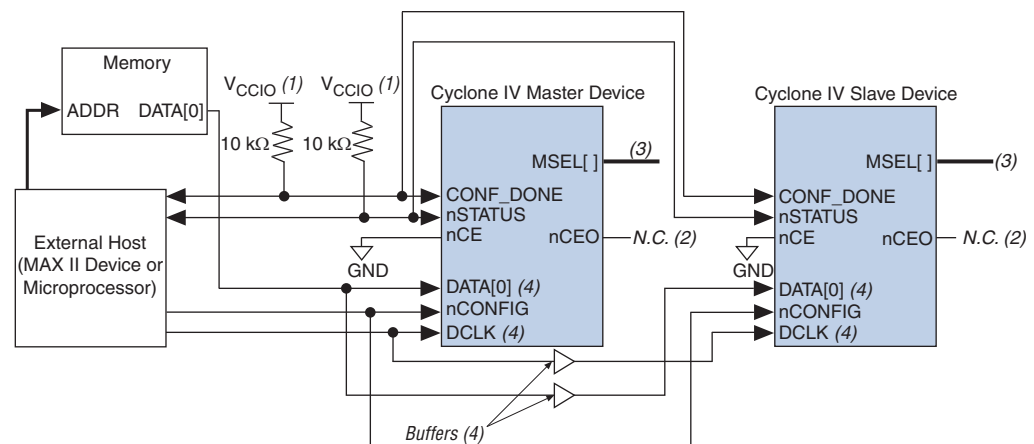 Memory
ADDR DATA[0]
VCCIO (1)
VCCIO (1)
10 kΩ
10 kΩ
External Host
(MAX II Device or
Microprocessor)
Cyclone IV Master Device
MSEL[ ]
(3)
CONF_DONE
nSTATUS
nCE
nCEO
N.C. (2)
GND
DATA[0] (4)
nCONFIG
DCLK (4)
Cyclone IV Slave Device
MSEL[ ]
(3)
CONF_DONE
nSTATUS
nCE
nCEO
N.C. (2)
GND
DATA[0] (4)
nCONFIG
DCLK (4)
Buffers (4)